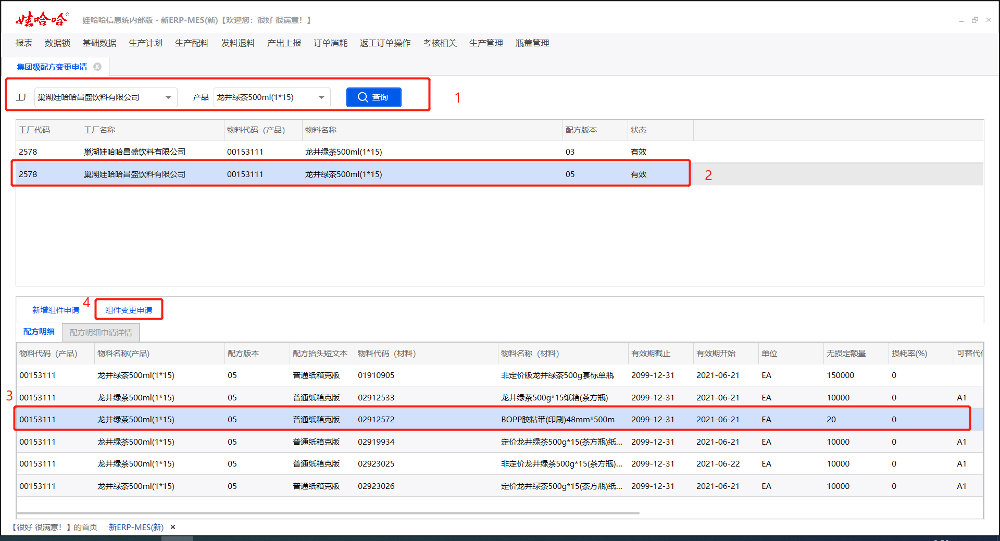 娃哈哈® 娃哈哈信息统内部版 - 新ERP-MES(新)【欢迎您：很好 很满意！】
报表 数据锁 基础数据 生产计划 生产配料 发料退料 产出上报 订单消耗 返工订单操作 考核相关 生产管理 瓶盖管理
集团级配方变更申请
工厂 巢湖娃哈哈昌盛饮料有限公司 产品 龙井绿茶500ml(1*15) 查询 1
工厂代码 工厂名称 物料代码（产品） 物料名称 配方版本 状态
2578 巢湖娃哈哈昌盛饮料有限公司 00153111 龙井绿茶500ml(1*15) 03 有效
2578 巢湖娃哈哈昌盛饮料有限公司 00153111 龙井绿茶500ml(1*15) 05 有效 2
新增组件申请 4 组件变更申请
配方明细 配方明细申请详情
物料代码（产品） 物料名称(产品) 配方版本 配方抬头短文本 物料代码（材料） 物料名称（材料） 有效期截止 有效期开始 单位 无损定额量 损耗率(%) 可替代
00153111 龙井绿茶500ml(1*15) 05 普通纸箱克版 01910905 非定价版龙井绿茶500g套标单瓶 2099-12-31 2021-06-21 EA 150000 0
3 00153111 龙井绿茶500ml(1*15) 05 普通纸箱克版 02912533 龙井绿茶500g*15纸箱(茶方瓶) 2099-12-31 2021-06-21 EA 10000 0 A1
00153111 龙井绿茶500ml(1*15) 05 普通纸箱克版 02912572 BOPP胶粘带(印刷)48mm*500m 2099-12-31 2021-06-21 EA 20 0
00153111 龙井绿茶500ml(1*15) 05 普通纸箱克版 02919934 定价龙井绿茶500g*15(茶方瓶)纸... 2099-12-31 2021-06-21 EA 10000 0 A1
00153111 龙井绿茶500ml(1*15) 05 普通纸箱克版 02923025 非定价龙井绿茶500g*15(茶方瓶)... 2099-12-31 2021-06-22 EA 10000 0 A1
00153111 龙井绿茶500ml(1*15) 05 普通纸箱克版 02923026 定价龙井绿茶500g*15(茶方瓶)纸... 2099-12-31 2021-06-21 EA 10000 0 A1
【很好 很满意！】的首页 新ERP-MES(新) ×